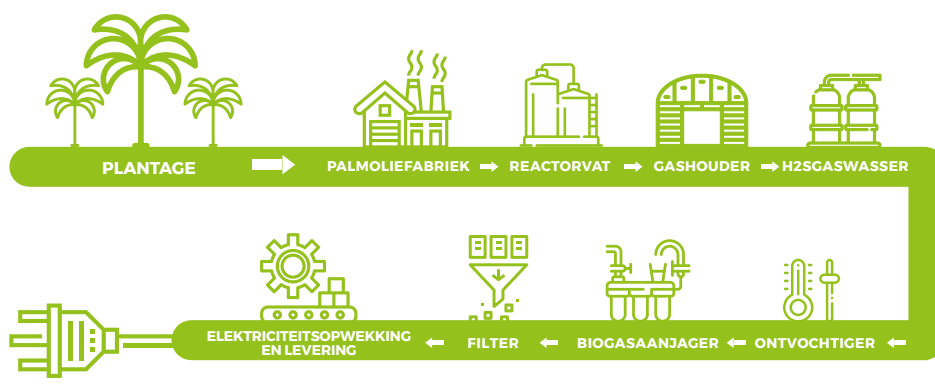 PLANTAGE
PALMOLIEFABRIEK
REACTORVAT
GASHOUDER
H2SGASWASSER
ONTVOCHTIGER
BIOGASAANJAGER
FILTER
ELEKTRICITEITSOPWEKKING
EN LEVERING